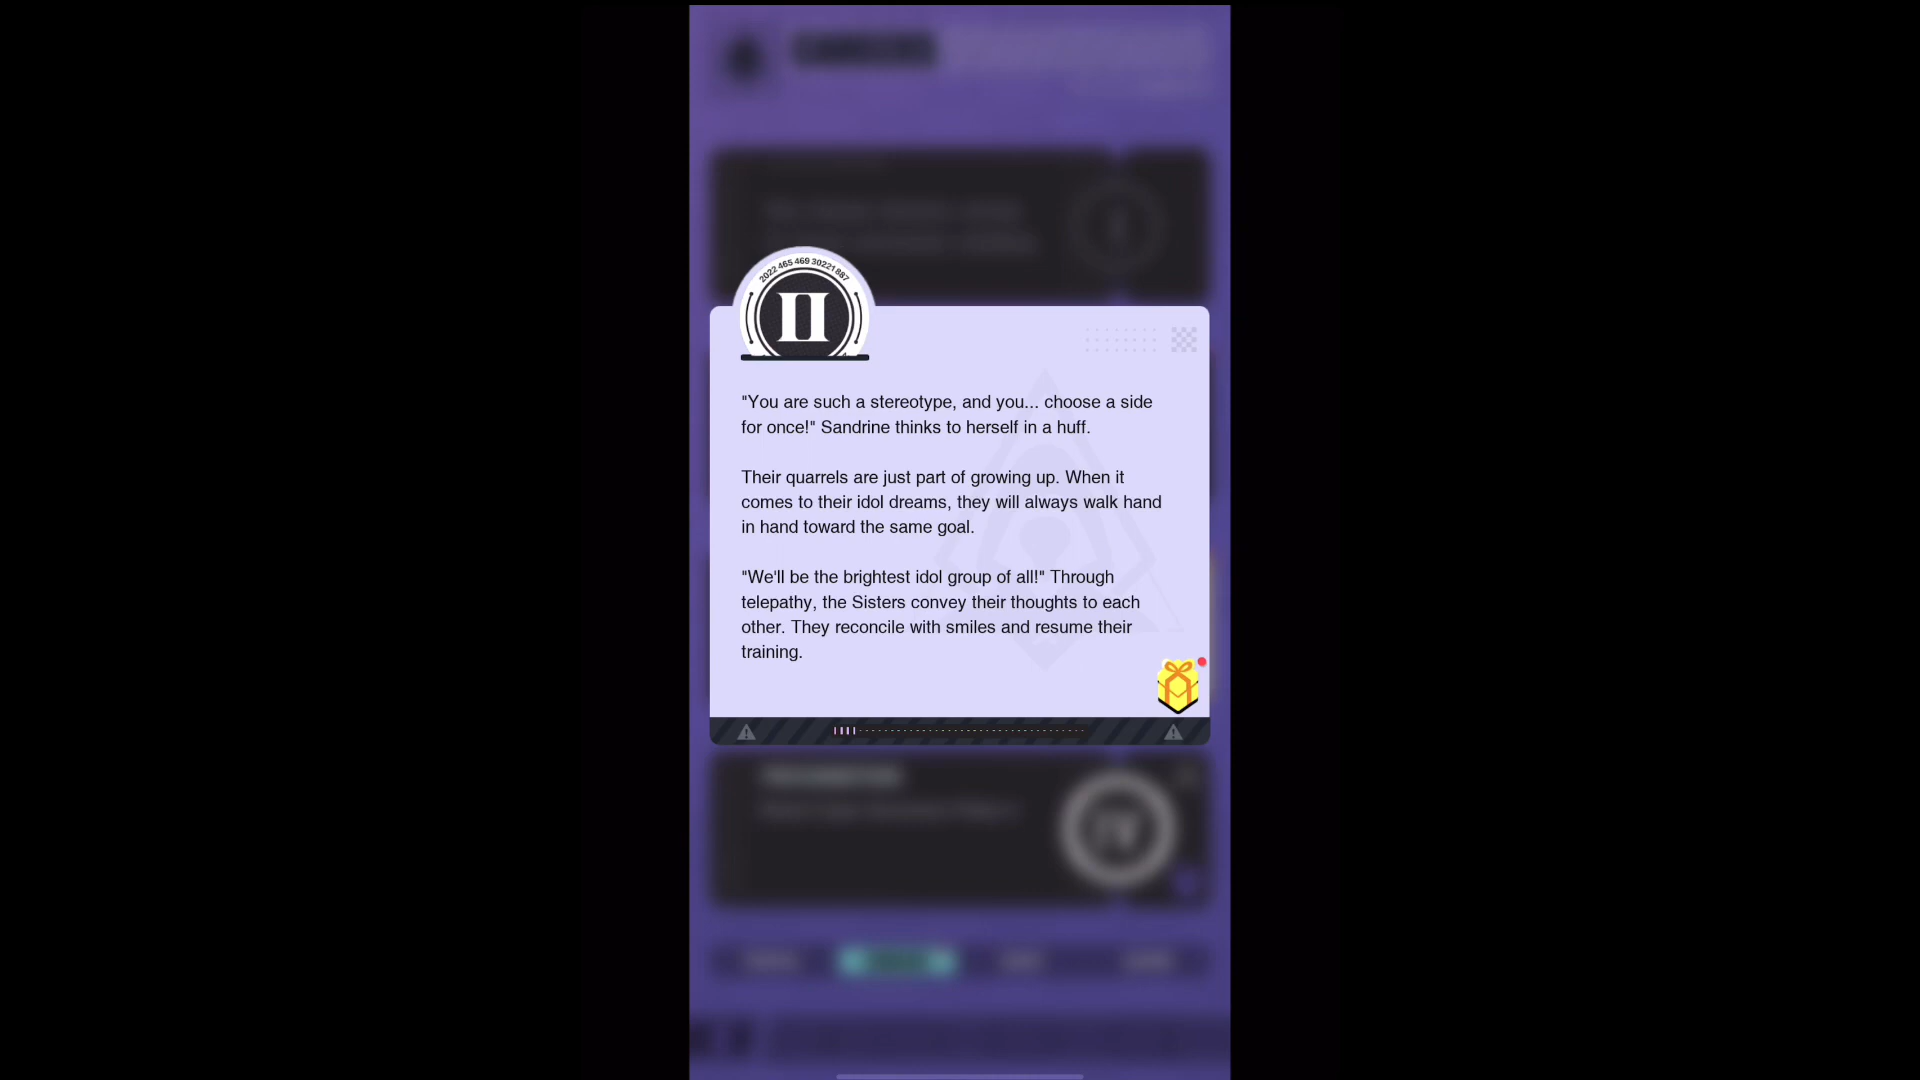 2022 465 469 30221887
II
"You are such a stereotype, and you... choose a side
for once!" Sandrine thinks to herself in a huff.
Their quarrels are just part of growing up. When it
comes to their idol dreams, they will always walk hand
in hand toward the same goal.
"We'll be the brightest idol group of all!" Through
telepathy, the Sisters convey their thoughts to each
other. They reconcile with smiles and resume their
training.